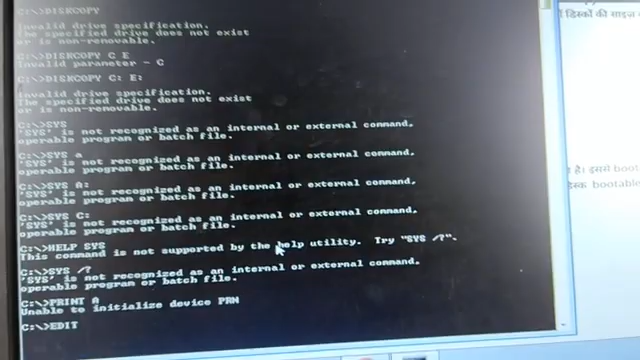 C:\>DISKCOPY
Invalid drive specification.
The specified drive does not exist
or is non-removable.
C:\>DISKCOPY C E
Invalid parameter - C
C:\>DISKCOPY C: E:
Invalid drive specification.
The specified drive does not exist
or is non-removable.
C:\>SYS
'SYS' is not recognized as an internal or external command,
operable program or batch file.
C:\>SYS a
'SYS' is not recognized as an internal or external command,
operable program or batch file.
C:\>SYS A:
'SYS' is not recognized as an internal or external command,
operable program or batch file.
C:\>SYS C:
'SYS' is not recognized as an internal or external command,
operable program or batch file.
C:\>HELP SYS
This command is not supported by the help utility. Try "SYS /?".
C:\>SYS /?
'SYS' is not recognized as an internal or external command,
operable program or batch file.
C:\>PRINT A
Unable to initialize device PRN
C:\>EDIT
डिस्कों की साइज
है। इसमें boot
डिस्क bootable